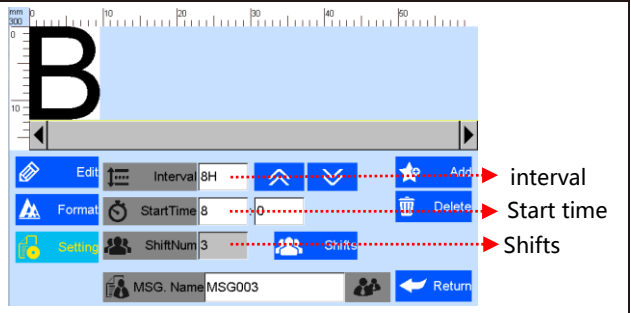 mm 0 10 20 30 40 50
300
0
B
10
Edit Interval 8H Add interval
Format StartTime 8 : 0 Delete Start time
Setting ShiftNum 3 Shifts Shifts
MSG. Name MSG003 Return